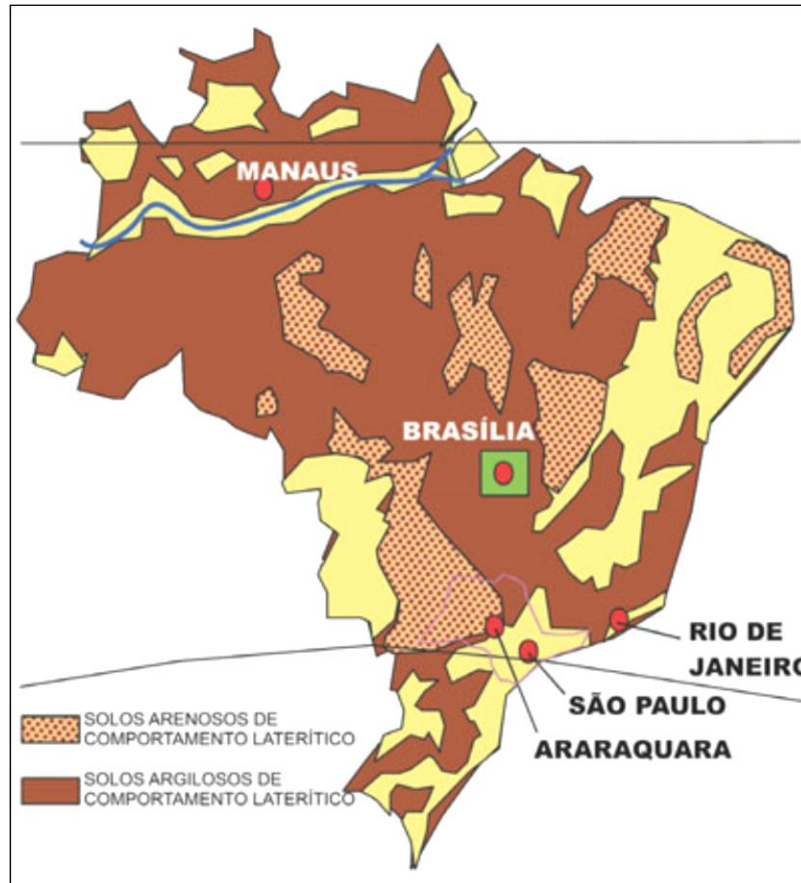 MANAUS
BRASÍLIA
RIO DE
JANEIRO
SÃO PAULO
ARARAQUARA
SOLOS ARENOSOS DE
COMPORTAMENTO LATERÍTICO
SOLOS ARGILOSOS DE
COMPORTAMENTO LATERÍTICO